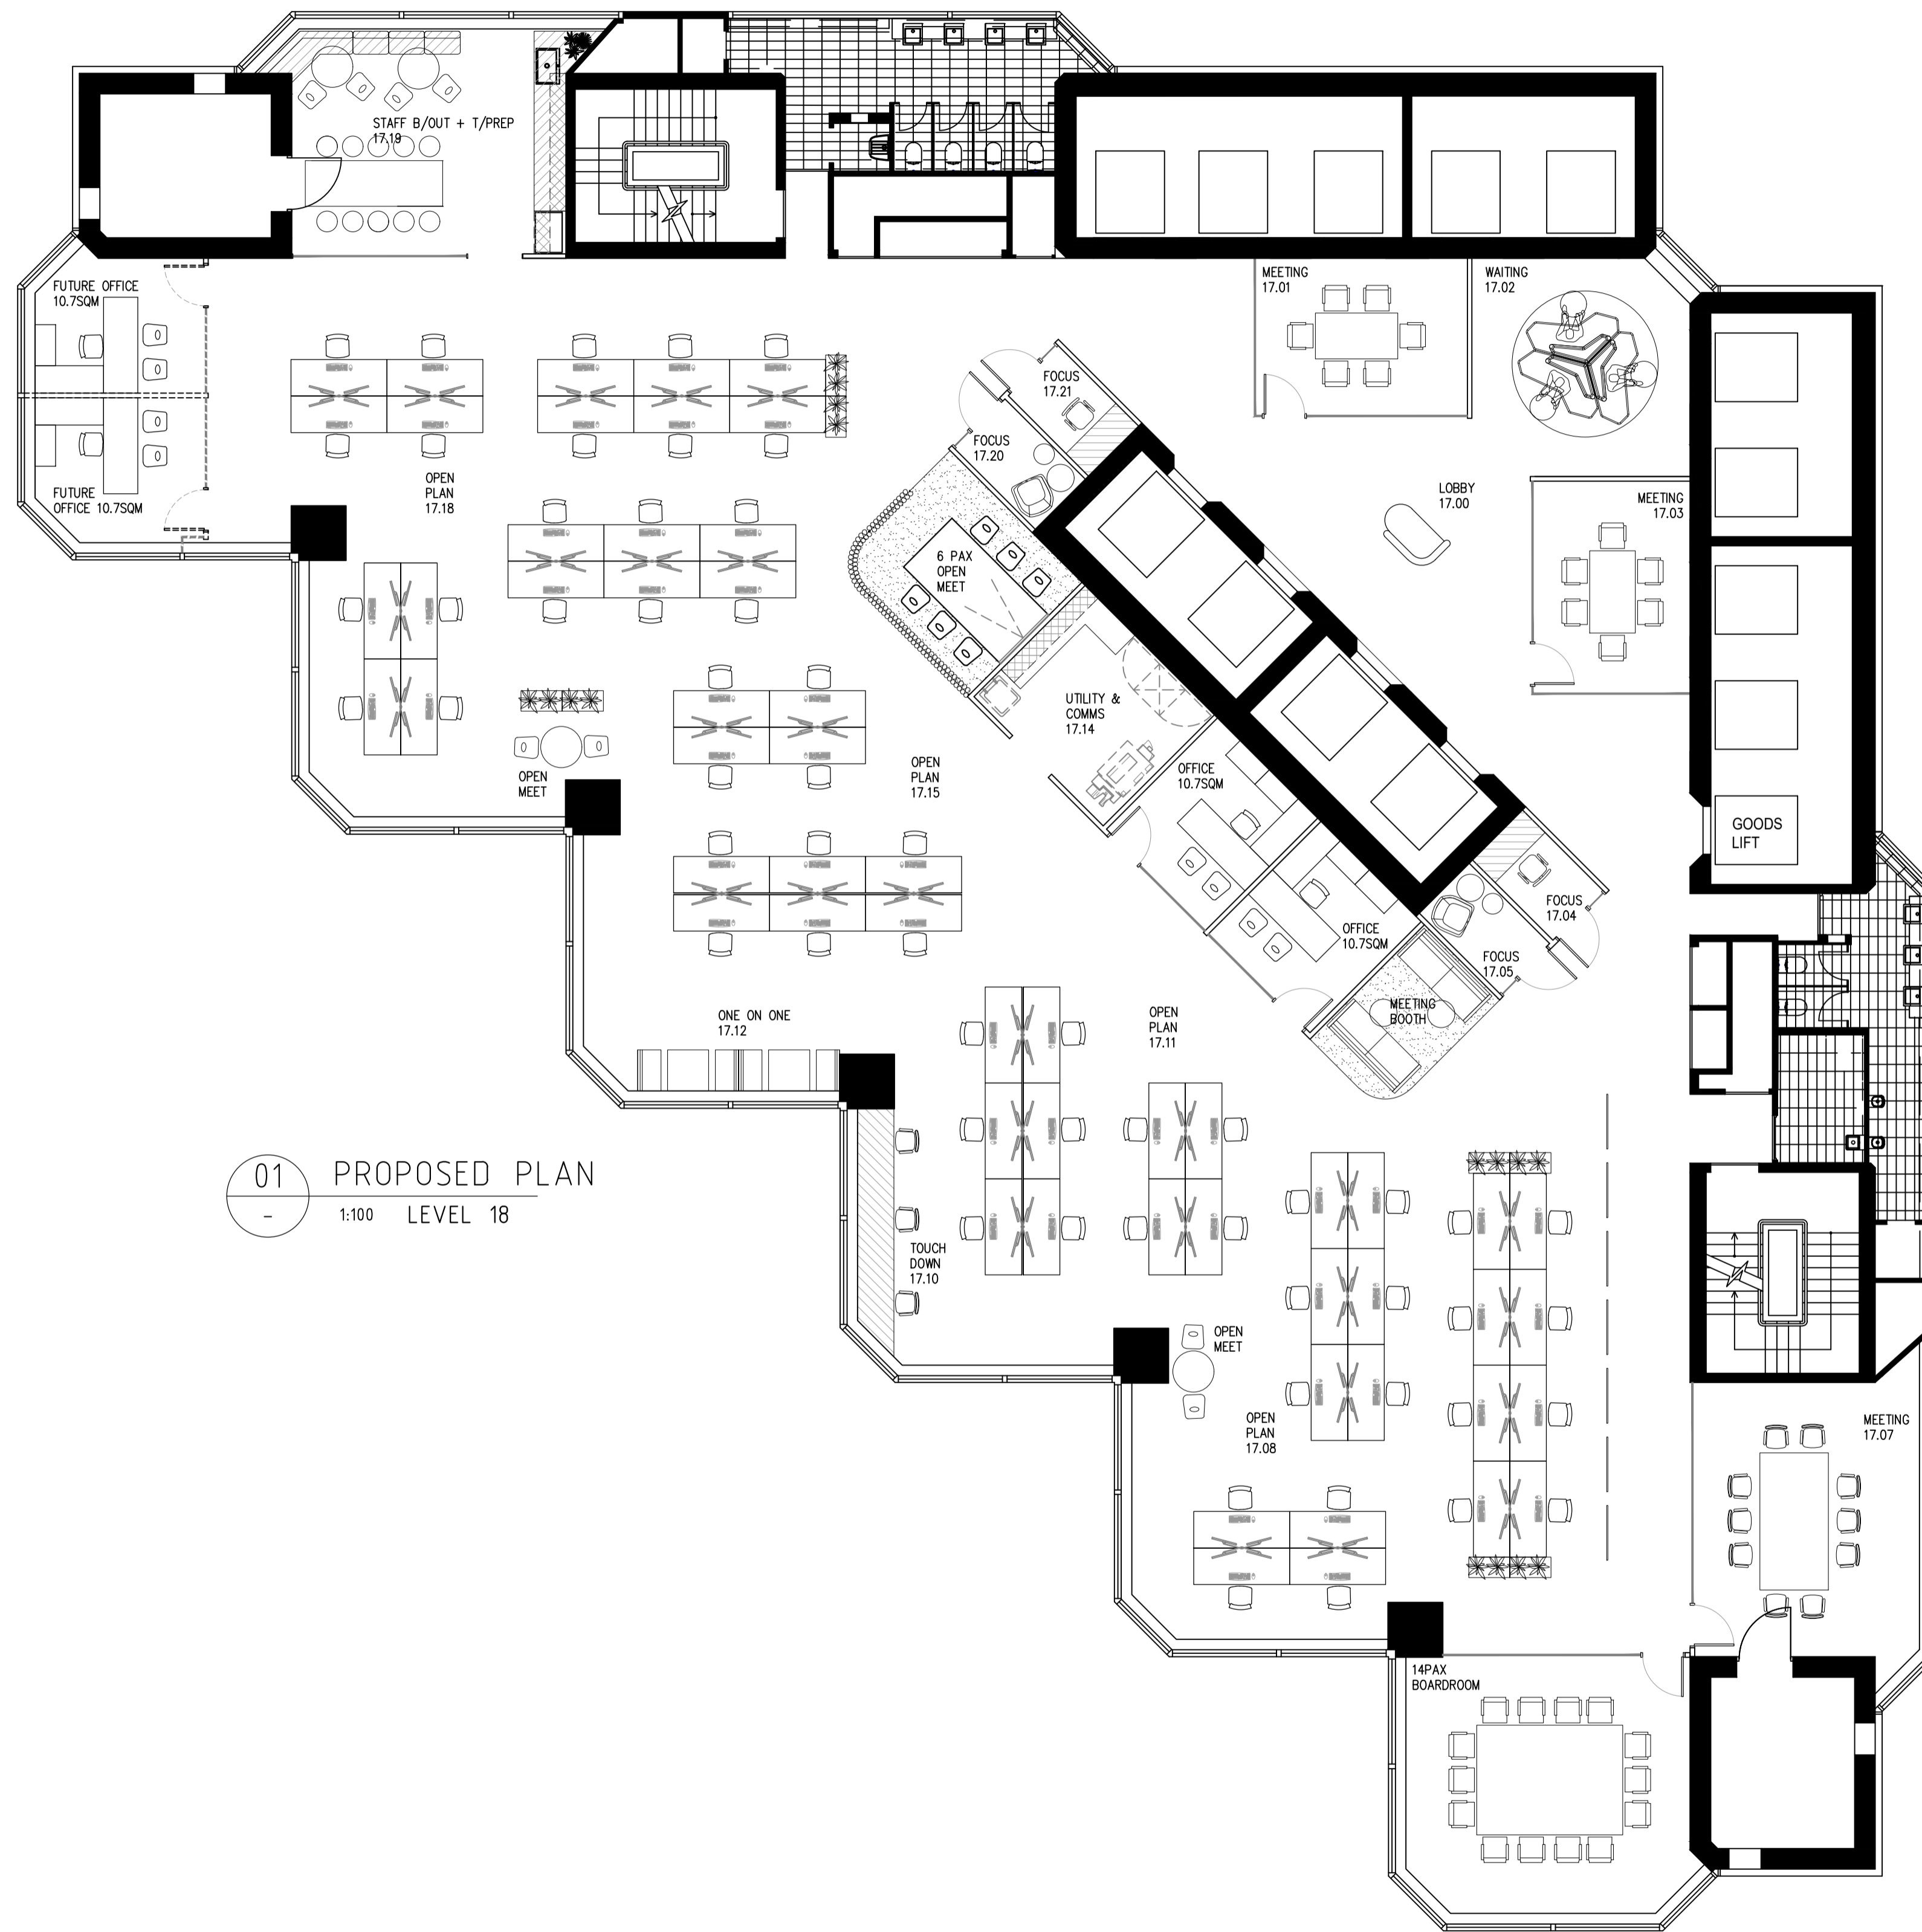 STAFF B/OUT + T/PREP
17.19
FUTURE OFFICE
10.7SQM
MEETING
17.01
WAITING
17.02
FOCUS
17.21
FOCUS
17.20
OPEN
PLAN
17.18
FUTURE
OFFICE 10.7SQM
LOBBY
17.00
MEETING
17.03
6 PAX
OPEN
MEET
UTILITY &
COMMS
17.14
OPEN
MEET
OPEN
PLAN
17.15
OFFICE
10.7SQM
GOODS
LIFT
FOCUS
17.04
OFFICE
10.7SQM
FOCUS
17.05
MEETING
BOOTH
ONE ON ONE
17.12
OPEN
PLAN
17.11
01
-
PROPOSED PLAN
1:100 LEVEL 18
TOUCH
DOWN
17.10
OPEN
MEET
OPEN
PLAN
17.08
MEETING
17.07
14PAX
BOARDROOM